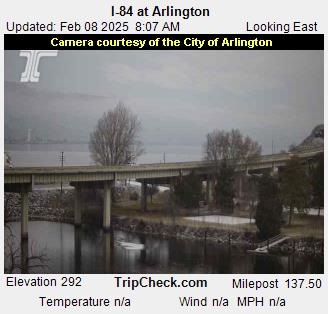 I-84 at Arlington
Updated: Feb 08 2025 8:07 AM Looking East
Camera courtesy of the City of Arlington
Elevation 292 TripCheck.com Milepost 137.50
Temperature n/a Wind n/a MPH n/a